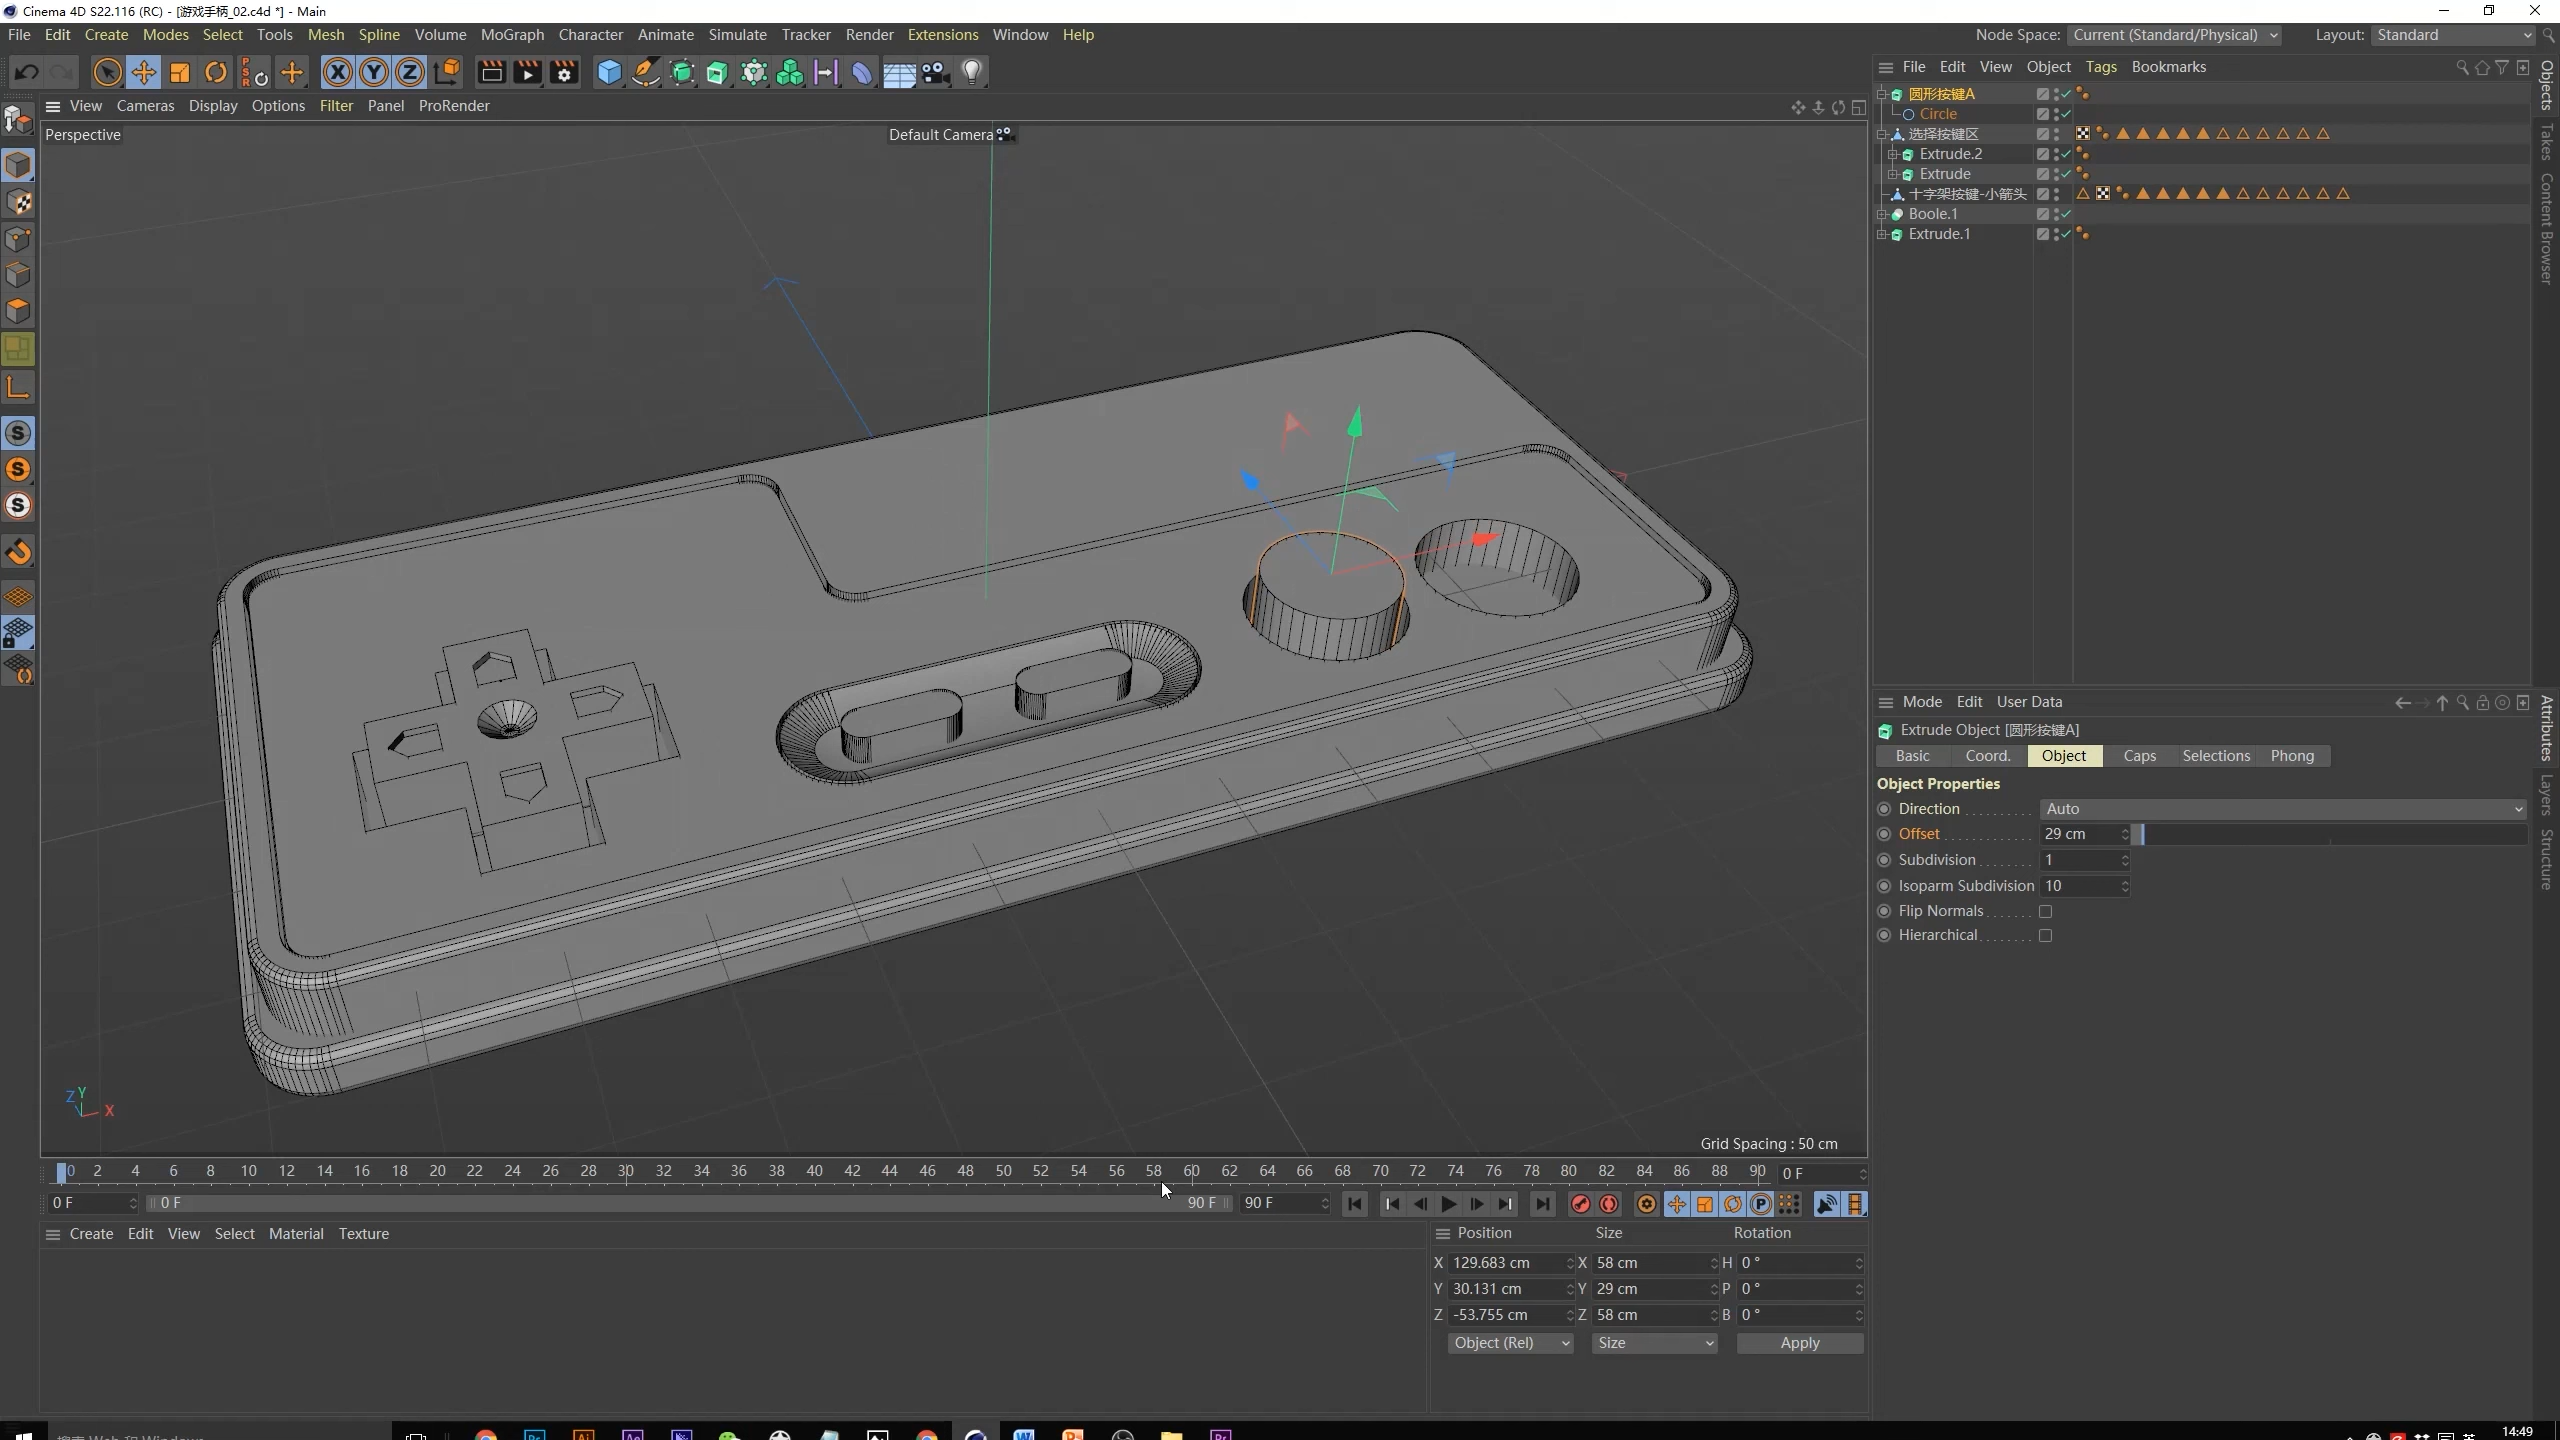 Cinema 4D S22.116 (RC) - [游戏手柄_02.c4d *] - Main
File Edit Create Modes Select Tools Mesh Spline Volume MoGraph Character Animate Simulate Tracker Render Extensions Window Help
Node Space: Current (Standard/Physical) Layout: Standard
View Cameras Display Options Filter Panel ProRender
Perspective
Default Camera
Grid Spacing : 50 cm
Z Y X
File Edit View Object Tags Bookmarks
圆形按键A
Circle
选择按键区
Extrude.2
Extrude
十字架按键-小箭头
Boole.1
Extrude.1
Objects
Takes
Content Browser
Mode Edit User Data
Extrude Object [圆形按键A]
Basic Coord. Object Caps Selections Phong
Object Properties
Direction Auto
Offset 29 cm
Subdivision 1
Isoparm Subdivision 10
Flip Normals
Hierarchical
Attributes
Layers
Structure
0 2 4 6 8 10 12 14 16 18 20 22 24 26 28 30 32 34 36 38 40 42 44 46 48 50 52 54 56 58 60 62 64 66 68 70 72 74 76 78 80 82 84 86 88 90 0 F
0 F 0 F 90 F 90 F
Create Edit View Select Material Texture
Position Size Rotation
X 129.683 cm X 58 cm H 0 °
Y 30.131 cm Y 29 cm P 0 °
Z -53.755 cm Z 58 cm B 0 °
Object (Rel) Size Apply
14:49